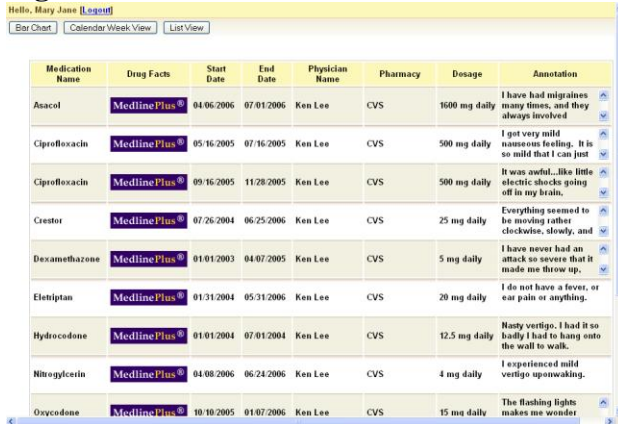 Hello, Mary Jane [Logout]
Bar Chart Calendar Week View List View
Medication Name Drug Facts Start Date End Date Physician Name Pharmacy Dosage Annotation
Asacol MedlinePlus® 04/06/2006 07/01/2006 Ken Lee CVS 1600 mg daily I have had migraines
many times, and they
always involved
Ciprofloxacin MedlinePlus® 05/16/2005 07/16/2005 Ken Lee CVS 500 mg daily I got very mild
nauseous feeling. It is
so mild that I can just
Ciprofloxacin MedlinePlus® 09/16/2005 11/28/2005 Ken Lee CVS 500 mg daily It was awful...like little
electric shocks going
off in my brain,
Crestor MedlinePlus® 07/26/2004 06/25/2006 Ken Lee CVS 25 mg daily Everything seemed to
be moving rather
clockwise, slowly, and
Dexamethazone MedlinePlus® 01/01/2003 04/07/2005 Ken Lee CVS 5 mg daily I have never had an
attack so severe that it
made me throw up,
Eletriptan MedlinePlus® 01/31/2004 05/31/2006 Ken Lee CVS 20 mg daily I do not have a fever, or
ear pain or anything.
Hydrocodone MedlinePlus® 01/01/2004 07/01/2004 Ken Lee CVS 12.5 mg daily Nasty vertigo. I had it so
badly I had to hang onto
the wall to walk.
Nitrogylcerin MedlinePlus® 04/08/2006 06/24/2006 Ken Lee CVS 4 mg daily I experienced mild
vertigo uponwaking.
Oxycodone MedlinePlus® 10/10/2005 01/07/2006 Ken Lee CVS 15 mg daily The flashing lights
makes me wonder